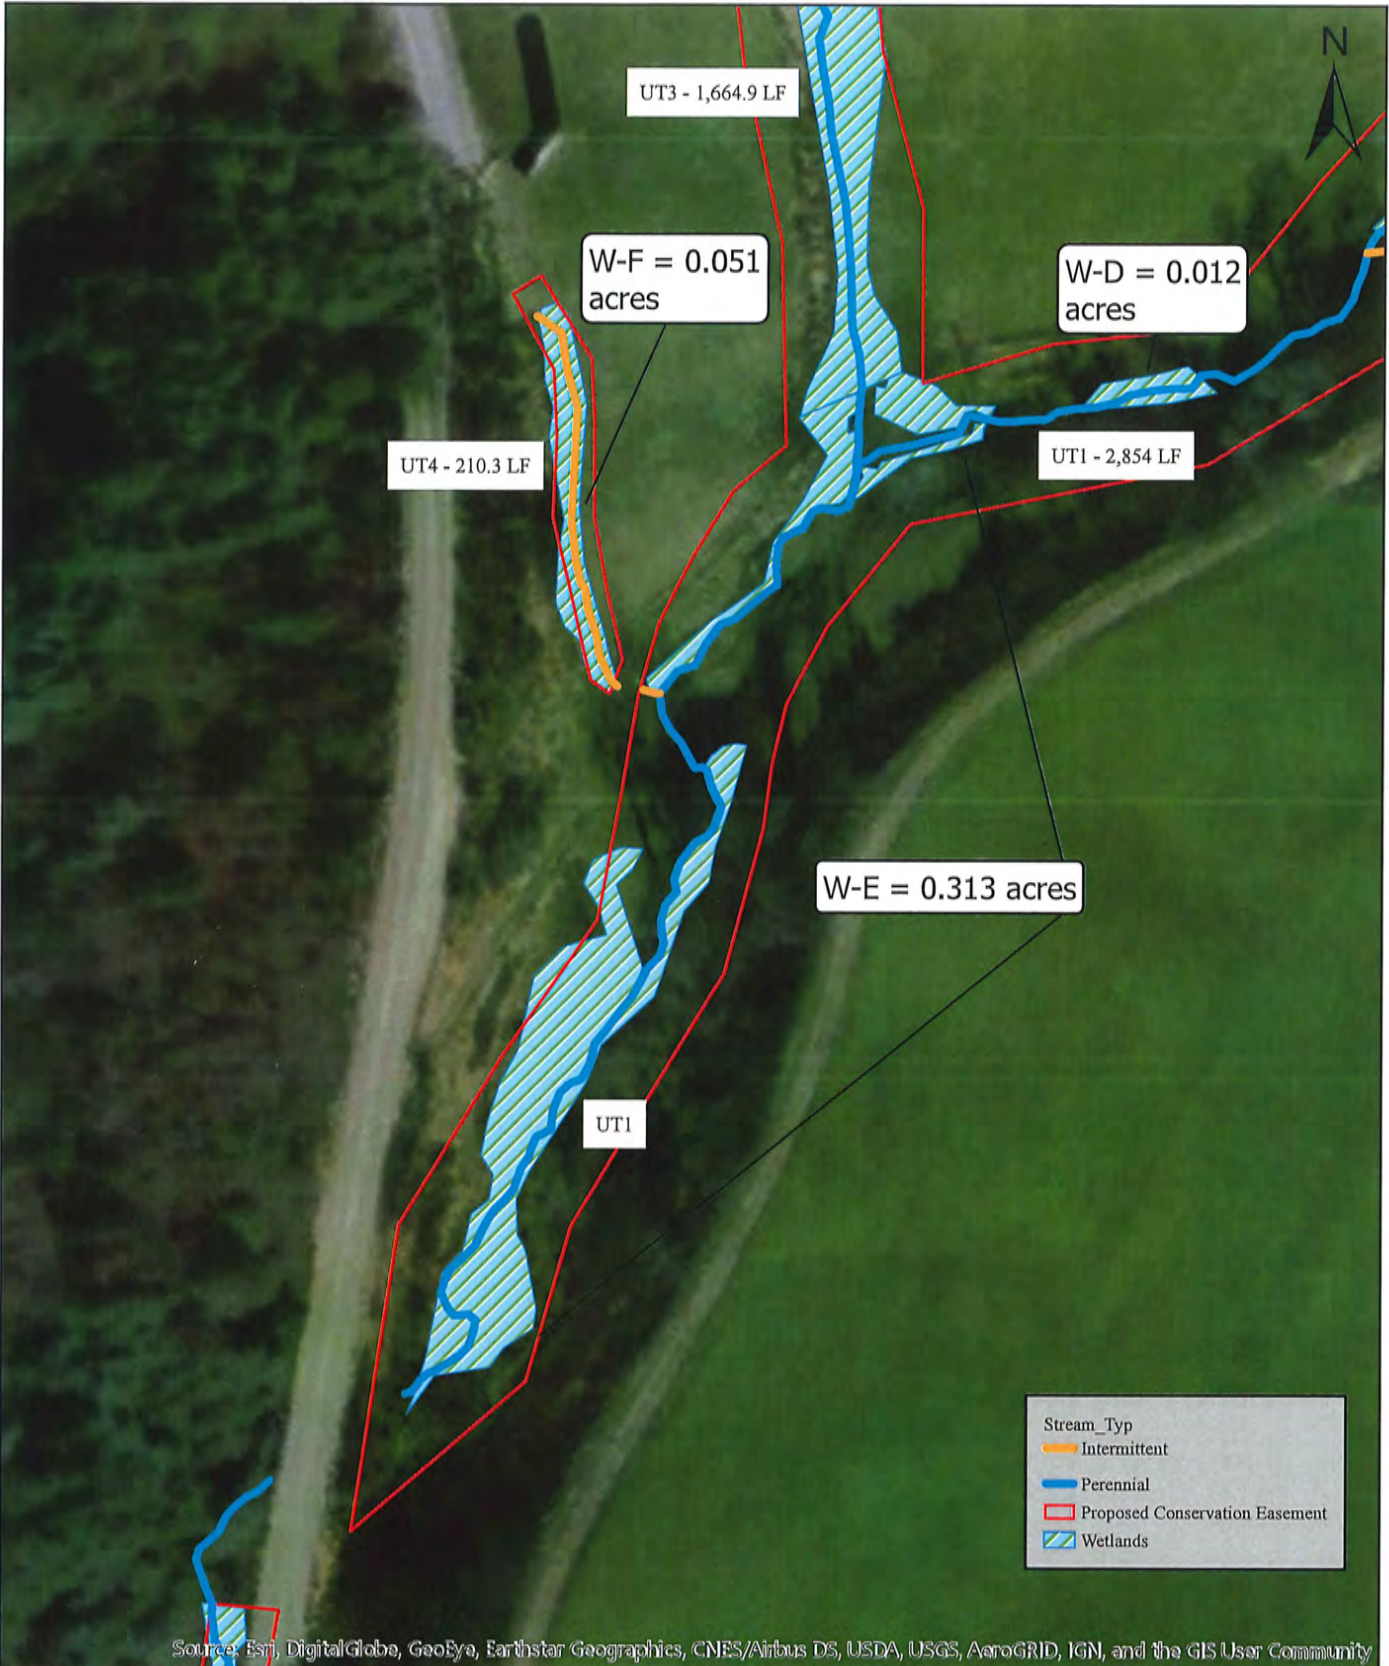 N
UT3 - 1,664.9 LF
W-F = 0.051
acres
W-D = 0.012
acres
UT4 - 210.3 LF
UT1 - 2,854 LF
W-E = 0.313 acres
UT1
Stream_Typ
Intermittent
Perennial
Proposed Conservation Easement
Wetlands
Source: Esri, DigitalGlobe, GeoEye, Earthstar Geographics, CNES/Airbus DS, USDA, USGS, AeroGRID, IGN, and the GIS User Community